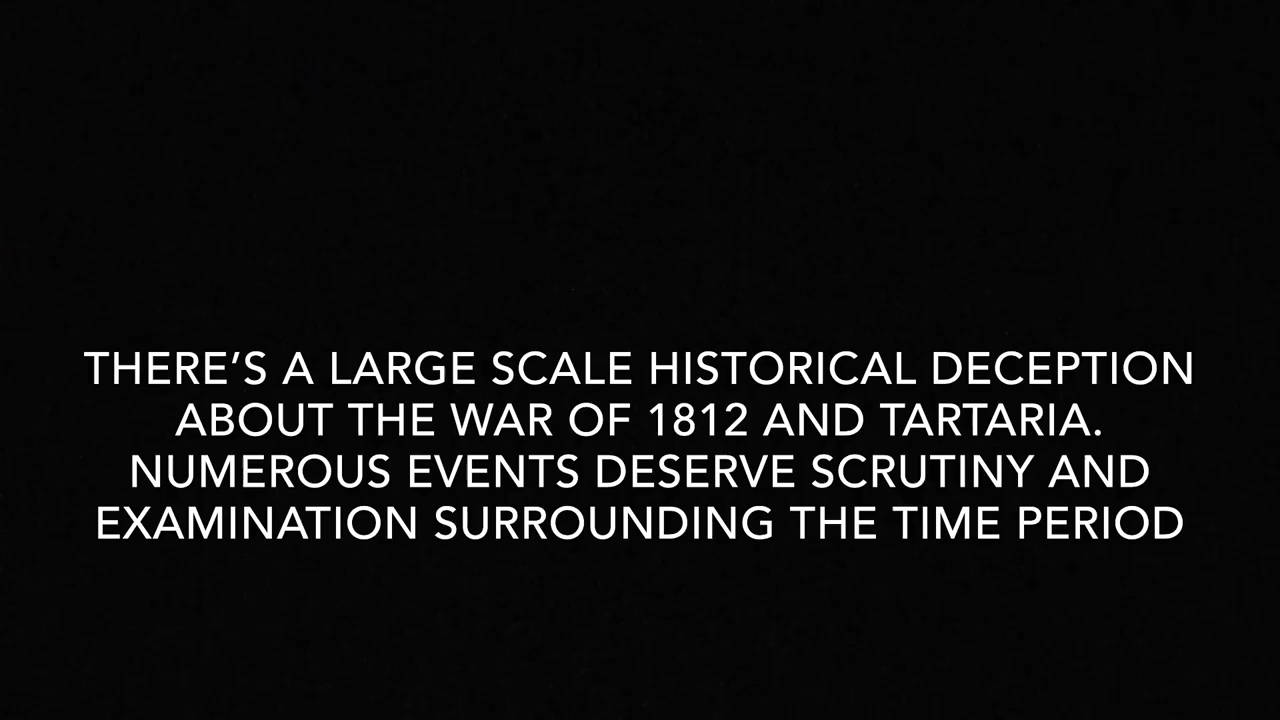 THERE’S A LARGE SCALE HISTORICAL DECEPTION
ABOUT THE WAR OF 1812 AND TARTARIA.
NUMEROUS EVENTS DESERVE SCRUTINY AND
EXAMINATION SURROUNDING THE TIME PERIOD